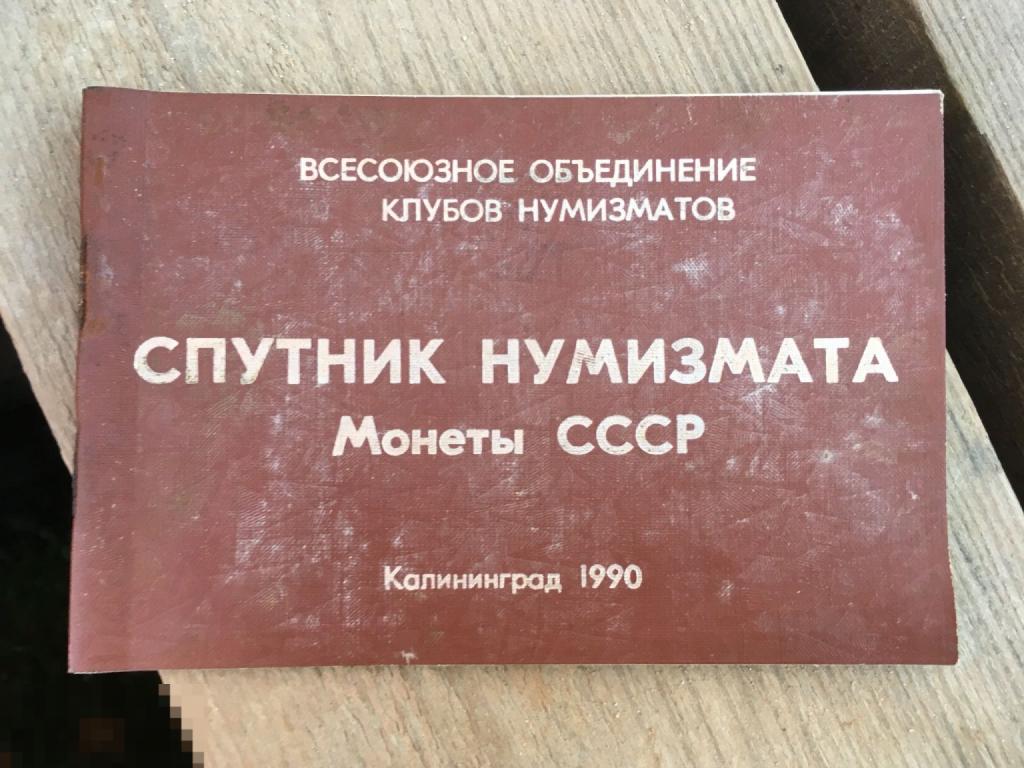 ВСЕСОЮЗНОЕ ОБЪЕДИНЕНИЕ
КЛУБОВ НУМИЗМАТОВ
СПУТНИК НУМИЗМАТА
Монеты СССР
Калининград 1990